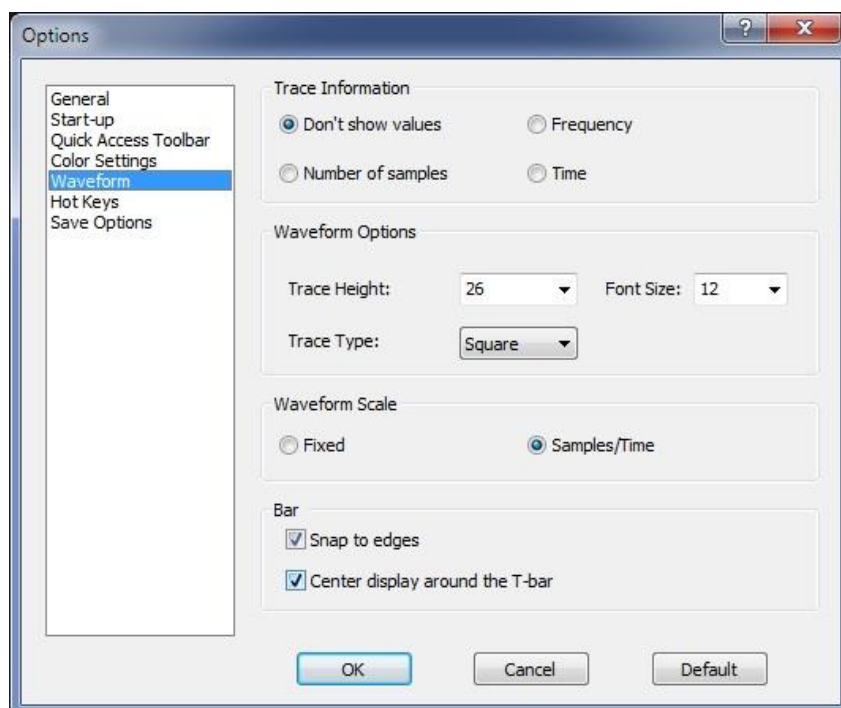 Options
General
Start-up
Quick Access Toolbar
Color Settings
Waveform
Hot Keys
Save Options
Trace Information
Don't show values
Frequency
Number of samples
Time
Waveform Options
Trace Height:
26
Font Size:
12
Trace Type:
Square
Waveform Scale
Fixed
Samples/Time
Bar
Snap to edges
Center display around the T-bar
OK
Cancel
Default